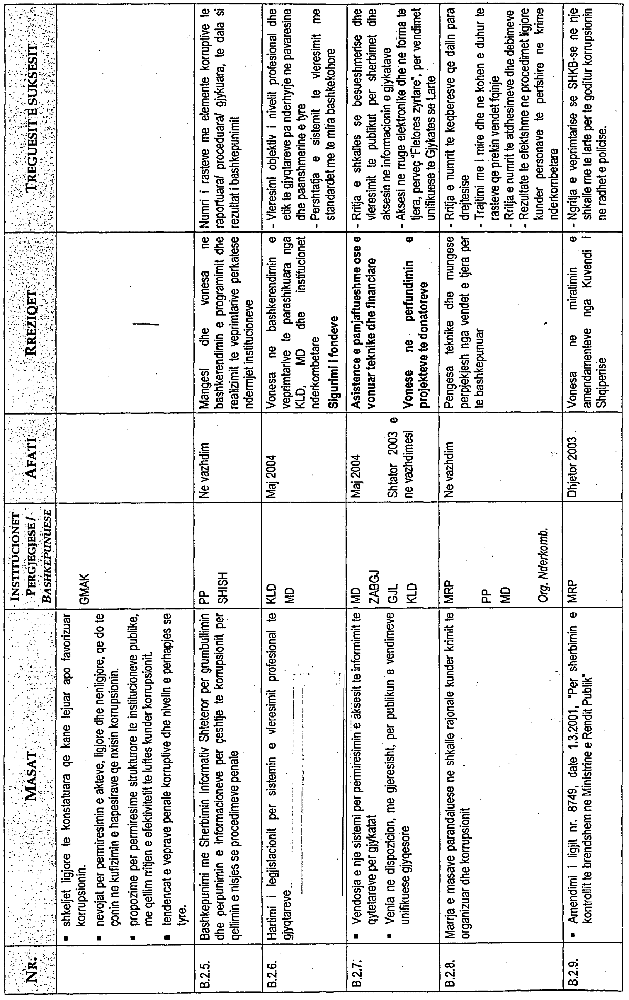 NR.
MASAT
INSTITUCIONET
PERGJEGJESE /
BASHKEPUNUESE
AFATI
RREZIQET
TREGUESIT E SUKSESIT
▪ shkeljet ligjore te konstatuara qe kane lejuar apo favorizuar
korrupsionin.
▪ nevojat per permiresimin e akteve, ligjore dhe nenligjore, qe do te
çonin ne kufizimin e hapesirave qe nxisin korrupsionin.
▪ propozime per permiresime strukturore te institucioneve publike,
me qellim rritjen e efektivitetit te luftes kunder korrupsionit.
▪ tendencat e veprave penale korruptive dhe nivelin e perhapjes se
tyre.
GMAK
B.2.5.
Bashkepunimi me Sherbimin Informativ Shteteror per grumbullimin
dhe perpunimin e informacioneve per çeshtje te korrupsionit per
qellimin e nisjes se procedimeve penale
PP
SHISH
Ne vazhdim
Mangesi dhe vonesa ne
bashkerendimin e programimit dhe
realizimit te veprimtarive perkatese
ndermjet institucioneve
Numri i rasteve me elemente korruptive te
raportuara/ proceduara/ gjykuara, te dala si
rezultat i bashkepunimit
B.2.6.
Hartimi i legjislacionit per sistemin e vleresimit profesional te
gjyqtareve
KLD
MD
Maj 2004
Vonesa ne bashkerendimin e
veprimtarive te parashikuara nga
KLD, MD dhe institucionet
nderkombetare
Sigurimi i fondeve
- Vleresimi objektiv i nivelit profesional dhe
etik te gjyqtareve pa nderhyrje ne pavaresine
dhe paanshmerine e tyre
- Pershtatja e sistemit te vleresimit me
standardet me te mira bashkekohore
B.2.7.
▪ Vendosja e nje sistemi per permiresimin e aksesit te informimit te
qytetareve per gjykatat
▪ Venia ne dispozicion, me gjeresisht, per publikun e vendimeve
unifikuese gjyqesore
MD
ZABGJ
GJL
KLD
Maj 2004
Shtator 2003 e
ne vazhdimesi
Asistence e pamjaftueshme ose e
vonuar teknike dhe financiare
Vonese ne perfundimin e
projekteve te donatoreve
- Rritja e shkalles se besueshmerise dhe
vleresimit te publikut per sherbimet dhe
aksesin ne informacionin e gjykatave
- Aksesi ne rruge elektronike dhe ne forma te
tjera, perveç "Fletores zyrtare", per vendimet
unifikuese te Gjykates se Larte
B.2.8.
Marrja e masave parandaluese ne shkalle rajonale kunder krimit te
organizuar dhe korrupsionit
MRP
PP
MD
Org. Nderkomb.
Ne vazhdim
Pengesa teknike dhe mungese
perpjekjesh nga vendet e tjera per
te bashkepunuar
- Rritja e numrit te keqberesve qe dalin para
drejtesise
- Trajtimi me i mire dhe ne kohen e duhur te
rasteve qe prekin vendet fqinje
- Rritja e numrit te atdhesimeve dhe debimeve
- Rezultate te efektshme ne procedimet ligjore
kunder personave te perfshire ne krime
nderkombetare
B.2.9.
▪ Amendimi i ligjit nr. 8749, date 1.3.2001, "Per sherbimin e
kontrollit te brendshem ne Ministrine e Rendit Publik"
MRP
Dhjetor 2003
Vonesa ne miratimin e
amendamenteve nga Kuvendi i
Shqiperise
- Ngritja e veprimtarise se SHKB-se ne nje
shkalle me te larte per te goditur korrupsionin
ne radhet e policise.